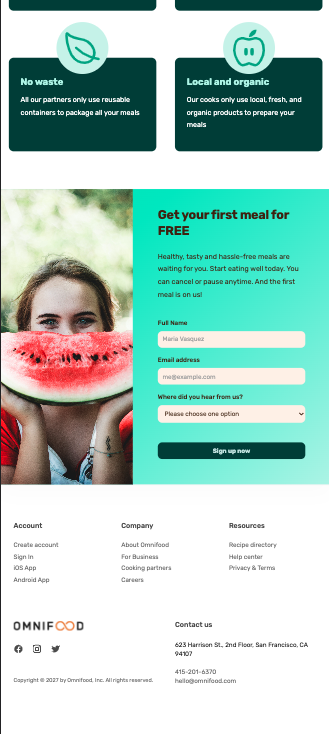 No waste
All our partners only use reusable
containers to package all your meals
Local and organic
Our cooks only use local, fresh, and
organic products to prepare your
meals
Get your first meal for
FREE
Healthy, tasty and hassle-free meals are
waiting for you. Start eating well today. You
can cancel or pause anytime. And the first
meal is on us!
Full Name
Maria Vasquez
Email address
me@example.com
Where did you hear from us?
Please choose one option
Sign up now
Account
Create account
Sign In
iOS App
Android App
Company
About Omnifood
For Business
Cooking partners
Careers
Resources
Recipe directory
Help center
Privacy & Terms
OMNIFOOD
Copyright © 2027 by Omnifood, Inc. All rights reserved.
Contact us
623 Harrison St., 2nd Floor, San Francisco, CA
94107
415-201-6370
hello@omnifood.com